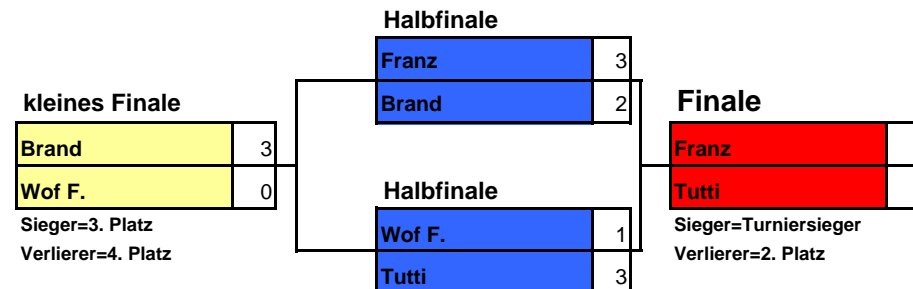 Halbfinale
Franz 3
Brand 2
kleines Finale
Brand 3
Wof F. 0
Sieger=3. Platz
Verlierer=4. Platz
Halbfinale
Wof F. 1
Tutti 3
Finale
Franz
Tutti
Sieger=Turniersieger
Verlierer=2. Platz